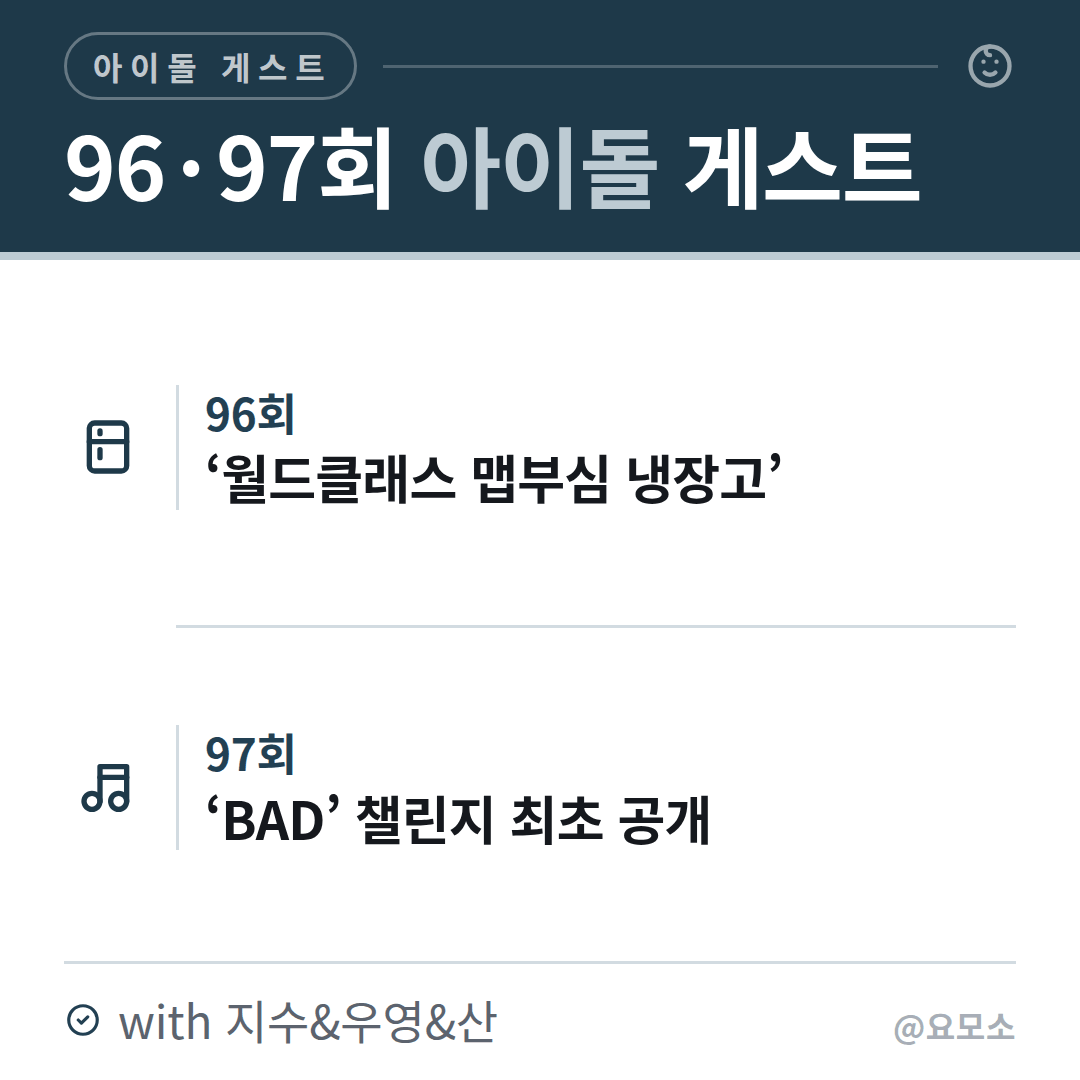 아이돌 게스트
96·97회 아이돌 게스트
96회
‘월드클래스 맵부심 냉장고’
97회
‘BAD’ 챌린지 최초 공개
with 지수&우영&산
@요모소